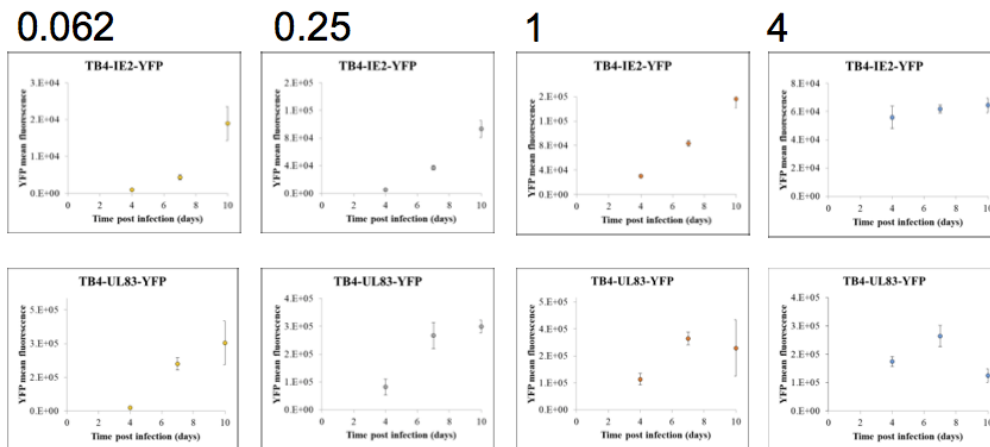 0.062 0.25 1 4
TB4-IE2-YFP
YFP mean fluorescence
3.E+04
2.E+04
1.E+04
0.E+00
0 2 4 6 8 10
Time post infection (days)
TB4-IE2-YFP
YFP mean fluorescence
2.E+05
1.E+05
8.E+04
4.E+04
0.E+00
0 2 4 6 8 10
Time post infection (days)
TB4-IE2-YFP
YFP mean fluorescence
2.E+05
1.E+05
8.E+04
4.E+04
0.E+00
0 2 4 6 8 10
Time post infection (days)
TB4-IE2-YFP
YFP mean fluorescence
8.E+04
6.E+04
4.E+04
2.E+04
0.E+00
0 2 4 6 8 10
Time post infection (days)
TB4-UL83-YFP
YFP mean fluorescence
5.E+05
3.E+05
2.E+05
0.E+00
0 2 4 6 8 10
Time post infection (days)
TB4-UL83-YFP
YFP mean fluorescence
4.E+05
3.E+05
2.E+05
1.E+05
0.E+00
0 2 4 6 8 10
Time post infection (days)
TB4-UL83-YFP
YFP mean fluorescence
5.E+05
4.E+05
2.E+05
1.E+05
0.E+00
0 2 4 6 8 10
Time post infection (days)
TB4-UL83-YFP
YFP mean fluorescence
4.E+05
3.E+05
2.E+05
1.E+05
0.E+00
0 2 4 6 8 10
Time post infection (days)